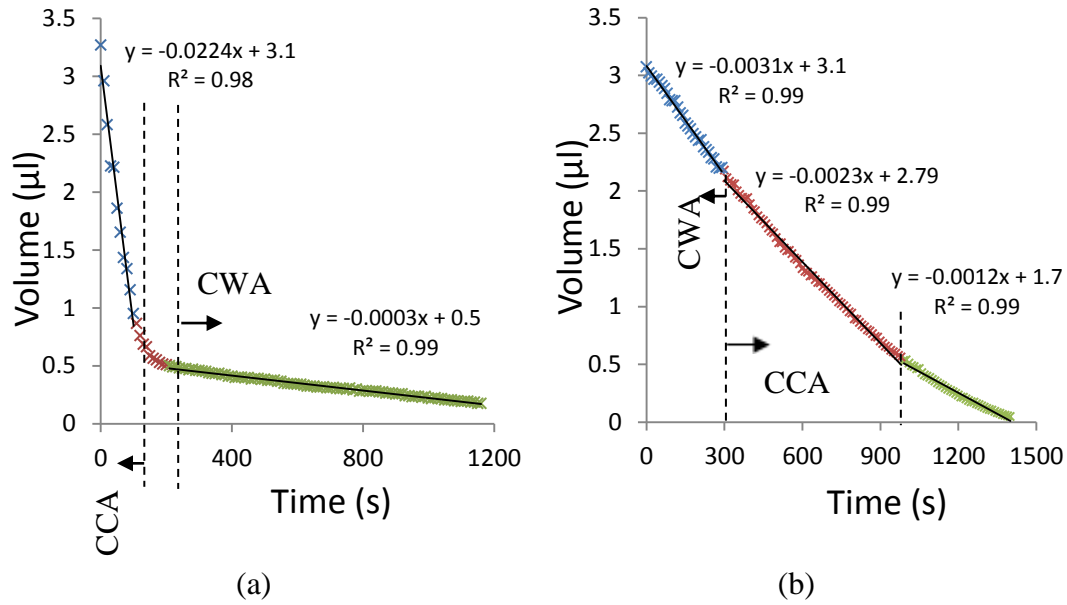 3.5
3
2.5
2
1.5
1
0.5
0
Volume (µl)
y = -0.0224x + 3.1
R² = 0.98
CWA
y = -0.0003x + 0.5
R² = 0.99
0 400 800 1200
CCA
Time (s)
(a)
3.5
3
2.5
2
1.5
1
0.5
0
Volume (µl)
y = -0.0031x + 3.1
R² = 0.99
y = -0.0023x + 2.79
R² = 0.99
CWA
y = -0.0012x + 1.7
R² = 0.99
CCA
0 300 600 900 1200 1500
Time (s)
(b)